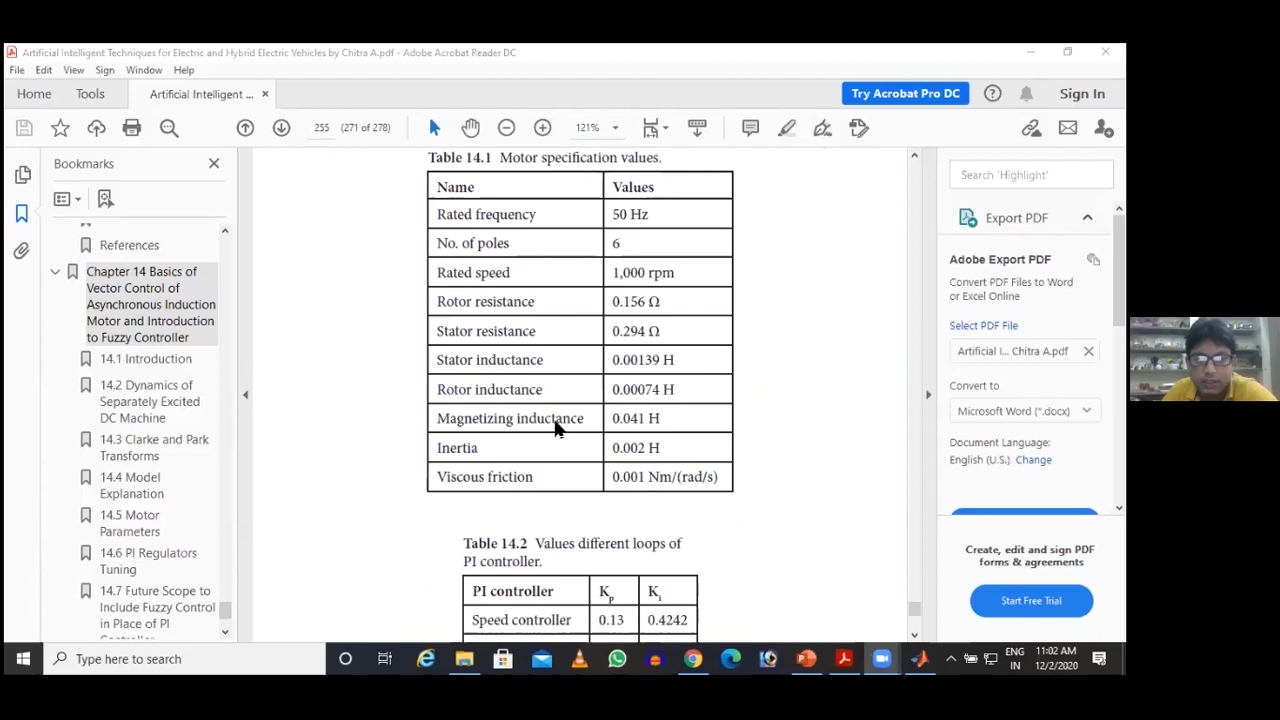 Artificial Intelligent Techniques for Electric and Hybrid Electric Vehicles by Chitra A.pdf - Adobe Acrobat Reader DC
File Edit View Sign Window Help
Home Tools Artificial Intelligent ... × Try Acrobat Pro DC Sign In
255 (271 of 278) 121%
Bookmarks
References
Chapter 14 Basics of
Vector Control of
Asynchronous Induction
Motor and Introduction
to Fuzzy Controller
14.1 Introduction
14.2 Dynamics of
Separately Excited
DC Machine
14.3 Clarke and Park
Transforms
14.4 Model
Explanation
14.5 Motor
Parameters
14.6 PI Regulators
Tuning
14.7 Future Scope to
Include Fuzzy Control
in Place of PI
Controller
Table 14.1 Motor specification values.
Name Values
Rated frequency 50 Hz
No. of poles 6
Rated speed 1,000 rpm
Rotor resistance 0.156 Ω
Stator resistance 0.294 Ω
Stator inductance 0.00139 H
Rotor inductance 0.00074 H
Magnetizing inductance 0.041 H
Inertia 0.002 H
Viscous friction 0.001 Nm/(rad/s)
Table 14.2 Values different loops of
PI controller.
PI controller Kp Ki
Speed controller 0.13 0.4242
Search 'Highlight'
Export PDF
Adobe Export PDF
Convert PDF Files to Word
or Excel Online
Select PDF File
Artificial I... Chitra A.pdf ×
Convert to
Microsoft Word (*.docx)
Document Language:
English (U.S.) Change
Create, edit and sign PDF
forms & agreements
Start Free Trial
Type here to search
ENG
IN
11:02 AM
12/2/2020